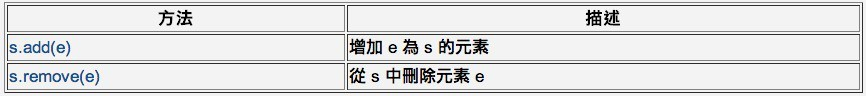 方法 描述
s.add(e) 增加 e 為 s 的元素
s.remove(e) 從 s 中刪除元素 e